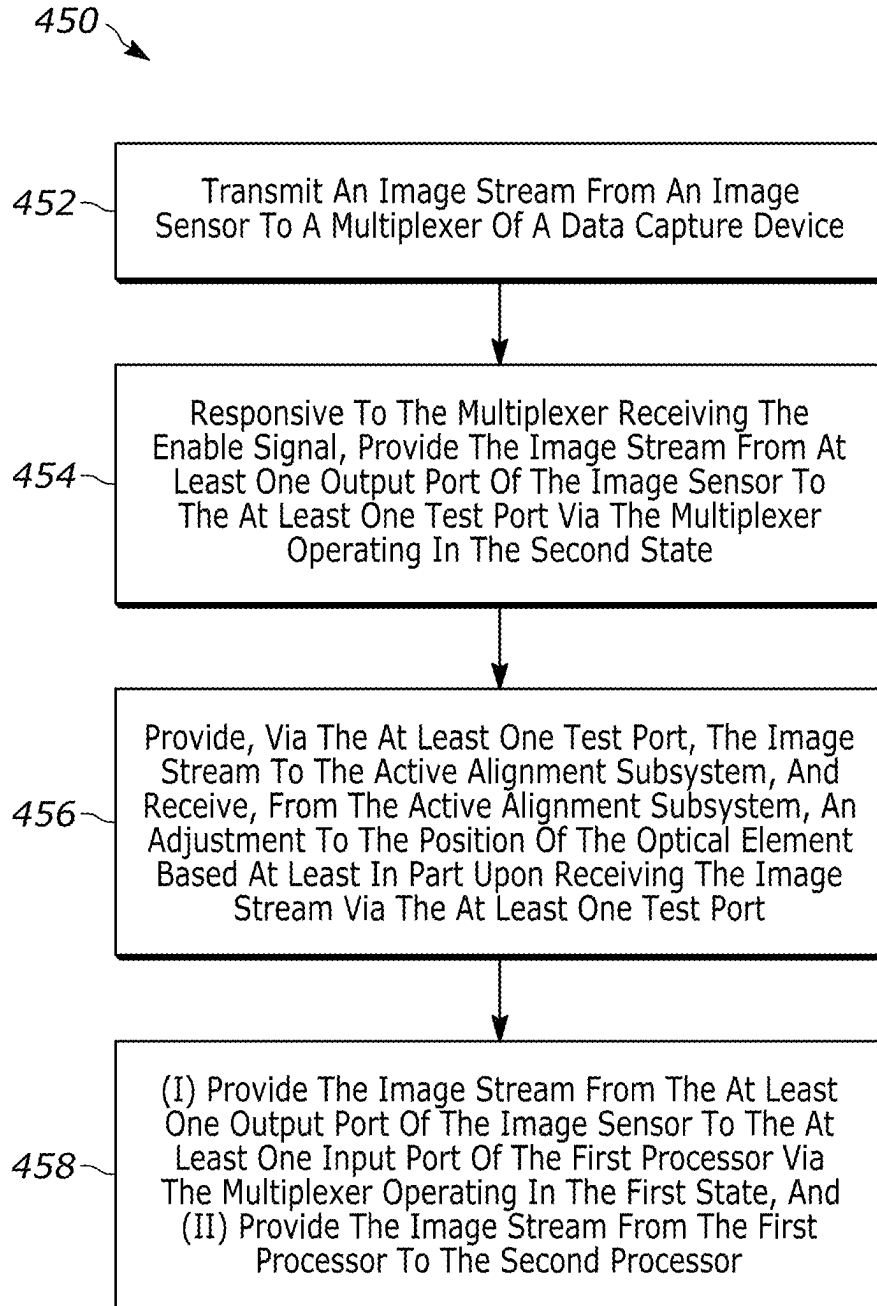 450
452
Transmit An Image Stream From An Image
Sensor To A Multiplexer Of A Data Capture Device
454
Responsive To The Multiplexer Receiving The
Enable Signal, Provide The Image Stream From At
Least One Output Port Of The Image Sensor To
The At Least One Test Port Via The Multiplexer
Operating In The Second State
456
Provide, Via The At Least One Test Port, The Image
Stream To The Active Alignment Subsystem, And
Receive, From The Active Alignment Subsystem, An
Adjustment To The Position Of The Optical Element
Based At Least In Part Upon Receiving The Image
Stream Via The At Least One Test Port
458
(I) Provide The Image Stream From The At Least
One Output Port Of The Image Sensor To The At
Least One Input Port Of The First Processor Via
The Multiplexer Operating In The First State, And
(II) Provide The Image Stream From The First
Processor To The Second Processor